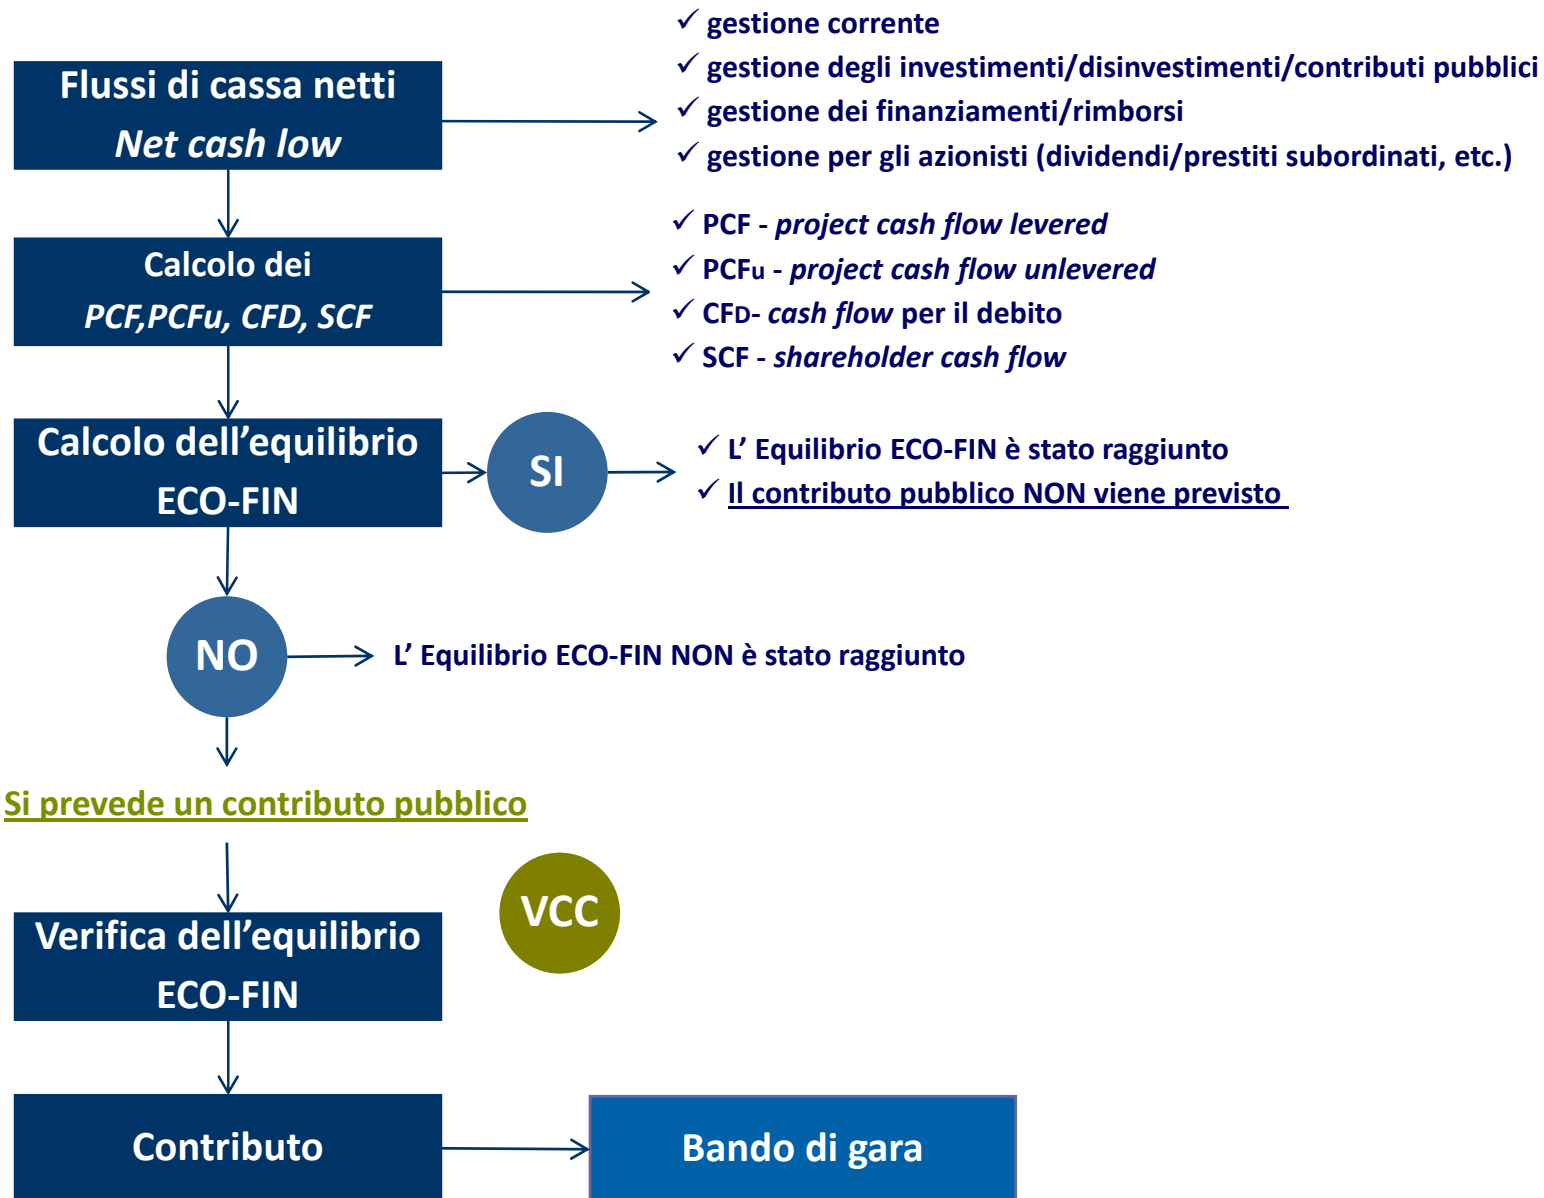 Flussi di cassa netti
Net cash low
✓ gestione corrente
✓ gestione degli investimenti/disinvestimenti/contributi pubblici
✓ gestione dei finanziamenti/rimborsi
✓ gestione per gli azionisti (dividendi/prestiti subordinati, etc.)
Calcolo dei
PCF,PCFu, CFD, SCF
✓ PCF - project cash flow levered
✓ PCFu - project cash flow unlevered
✓ CFD- cash flow per il debito
✓ SCF - shareholder cash flow
Calcolo dell’equilibrio
ECO-FIN
SI
✓ L’ Equilibrio ECO-FIN è stato raggiunto
✓ Il contributo pubblico NON viene previsto
NO
L’ Equilibrio ECO-FIN NON è stato raggiunto
Si prevede un contributo pubblico
VCC
Verifica dell’equilibrio
ECO-FIN
Contributo
Bando di gara